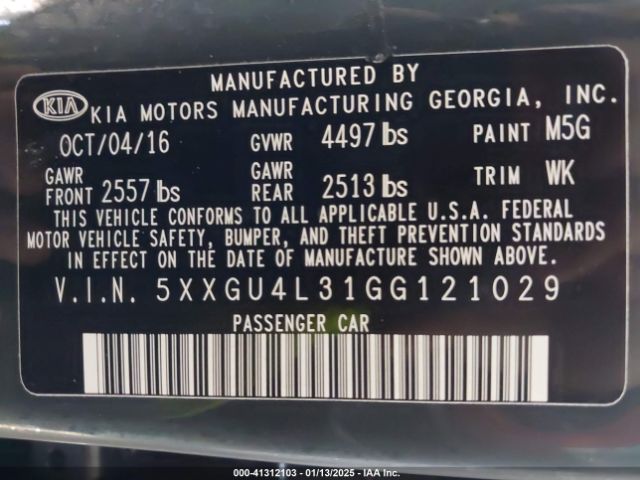 MANUFACTURED BY
KIA KIA MOTORS MANUFACTURING GEORGIA, INC.
OCT/04/16 GVWR 4497 lbs PAINT M5G
GAWR FRONT 2557 lbs GAWR REAR 2513 lbs TRIM WK
THIS VEHICLE CONFORMS TO ALL APPLICABLE U.S.A. FEDERAL
MOTOR VEHICLE SAFETY, BUMPER, AND THEFT PREVENTION STANDARDS
IN EFFECT ON THE DATE OF MANUFACTURE SHOWN ABOVE.
V.I.N. 5XXGU4L31GG121029
PASSENGER CAR
000-41312103 - 01/13/2025 - IAA Inc.